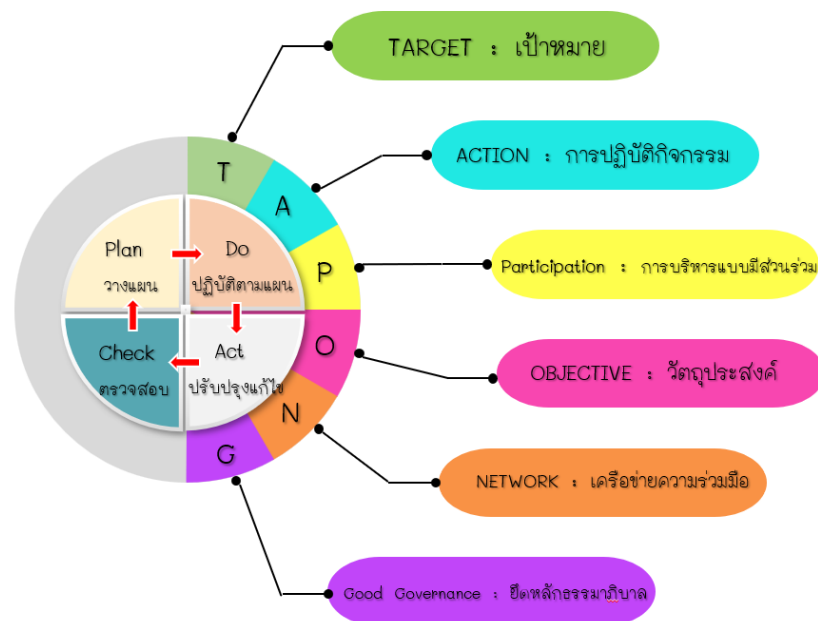 TARGET : เป้าหมาย
ACTION : การปฏิบัติกิจกรรม
Participation : การบริหารแบบมีส่วนร่วม
OBJECTIVE : วัตถุประสงค์
NETWORK : เครือข่ายความร่วมมือ
Good Governance : ยึดหลักธรรมาภิบาล
T
A
P
O
N
G
Plan
วางแผน
Do
ปฏิบัติตามแผน
Check
ตรวจสอบ
Act
ปรับปรุงแก้ไข